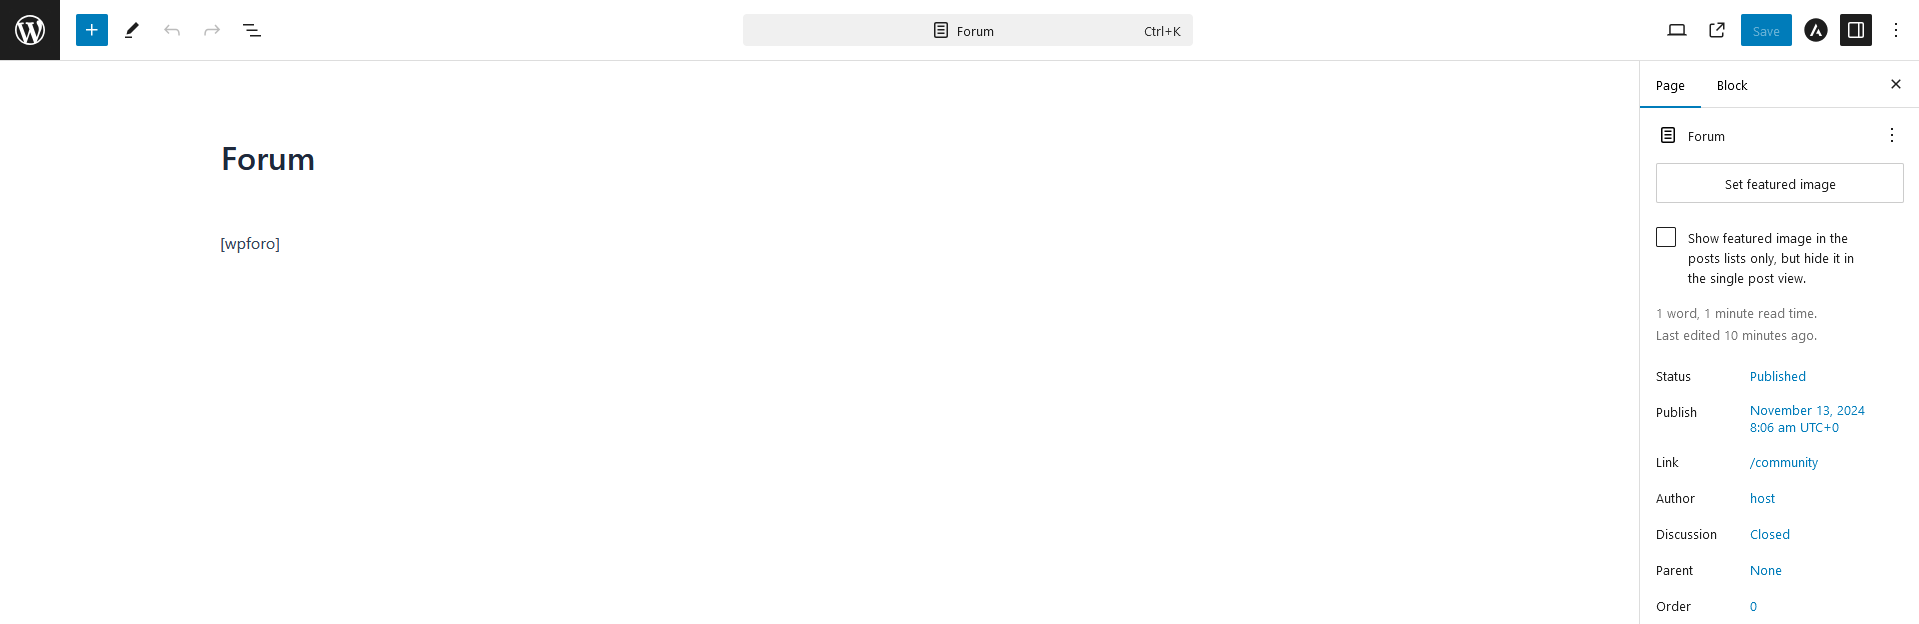 Forum
Ctrl+K
Save
Page
Block
Forum
[wpforo]
Forum
Set featured image
Show featured image in the
posts lists only, but hide it in
the single post view.
1 word, 1 minute read time.
Last edited 10 minutes ago.
Status
Published
Publish
November 13, 2024
8:06 am UTC+0
Link
/community
Author
host
Discussion
Closed
Parent
None
Order
0